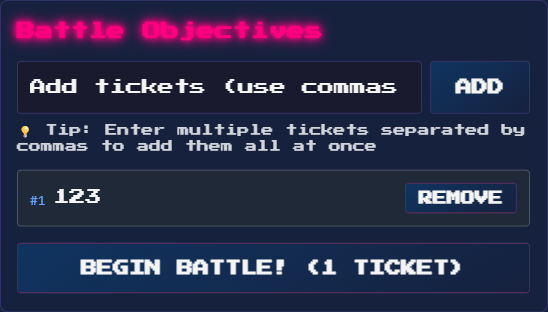 Battle Objectives
Add tickets (use commas
ADD
💡 Tip: Enter multiple tickets separated by
commas to add them all at once
#1 123
REMOVE
BEGIN BATTLE! (1 TICKET)